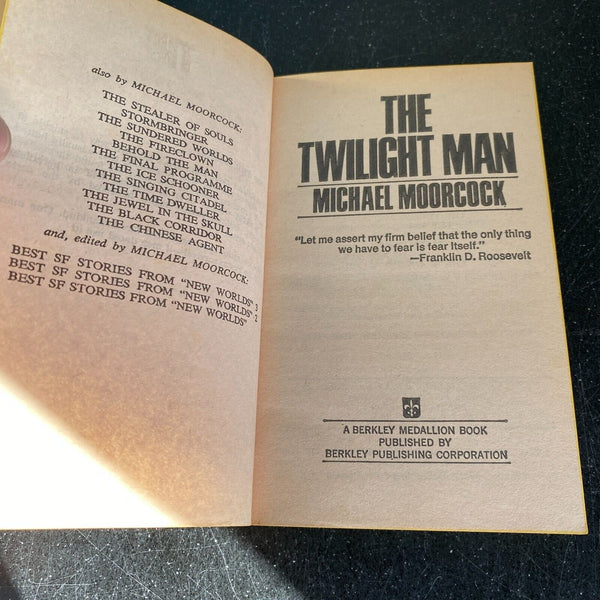 also by MICHAEL MOORCOCK:
THE STEALER OF SOULS
STORMBRINGER
THE SUNDERED WORLDS
THE FIRECLOWN
BEHOLD THE MAN
THE FINAL PROGRAMME
THE ICE SCHOONER
THE SINGING CITADEL
THE TIME DWELLER
THE JEWEL IN THE SKULL
THE BLACK CORRIDOR
THE CHINESE AGENT
and, edited by MICHAEL MOORCOCK:
BEST SF STORIES FROM "NEW WORLDS" 3
BEST SF STORIES FROM "NEW WORLDS" 2
BEST SF STORIES FROM "NEW WORLDS"
THE
TWILIGHT MAN
MICHAEL MOORCOCK
"Let me assert my firm belief that the only thing
we have to fear is fear itself."
—Franklin D. Roosevelt
A BERKLEY MEDALLION BOOK
PUBLISHED BY
BERKLEY PUBLISHING CORPORATION